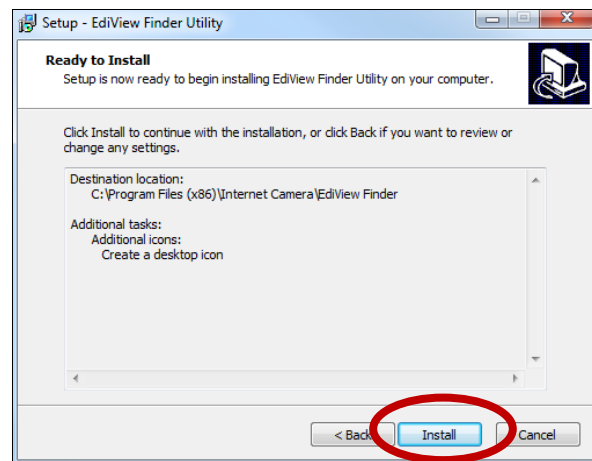 Setup - EdiView Finder Utility
Ready to Install
Setup is now ready to begin installing EdiView Finder Utility on your computer.
Click Install to continue with the installation, or click Back if you want to review or
change any settings.
Destination location:
C:\Program Files (x86)\Internet Camera\EdiView Finder
Additional tasks:
Additional icons:
Create a desktop icon
< Back Install Cancel